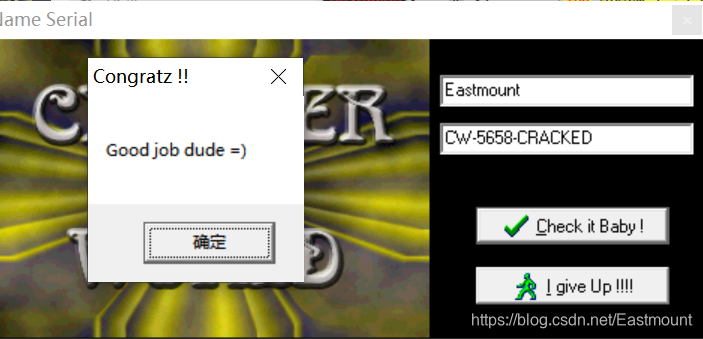 Name Serial
Congratz !!
Good job dude =)
确定
Eastmount
CW-5658-CRACKED
Check it Baby !
I give Up !!!!
https://blog.csdn.net/Eastmount